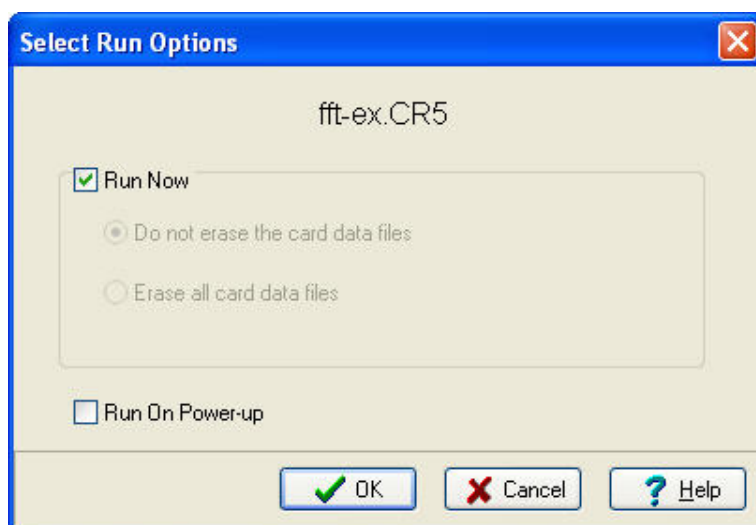 Select Run Options
fft-ex.CR5
Run Now
Do not erase the card data files
Erase all card data files
Run On Power-up
OK Cancel Help